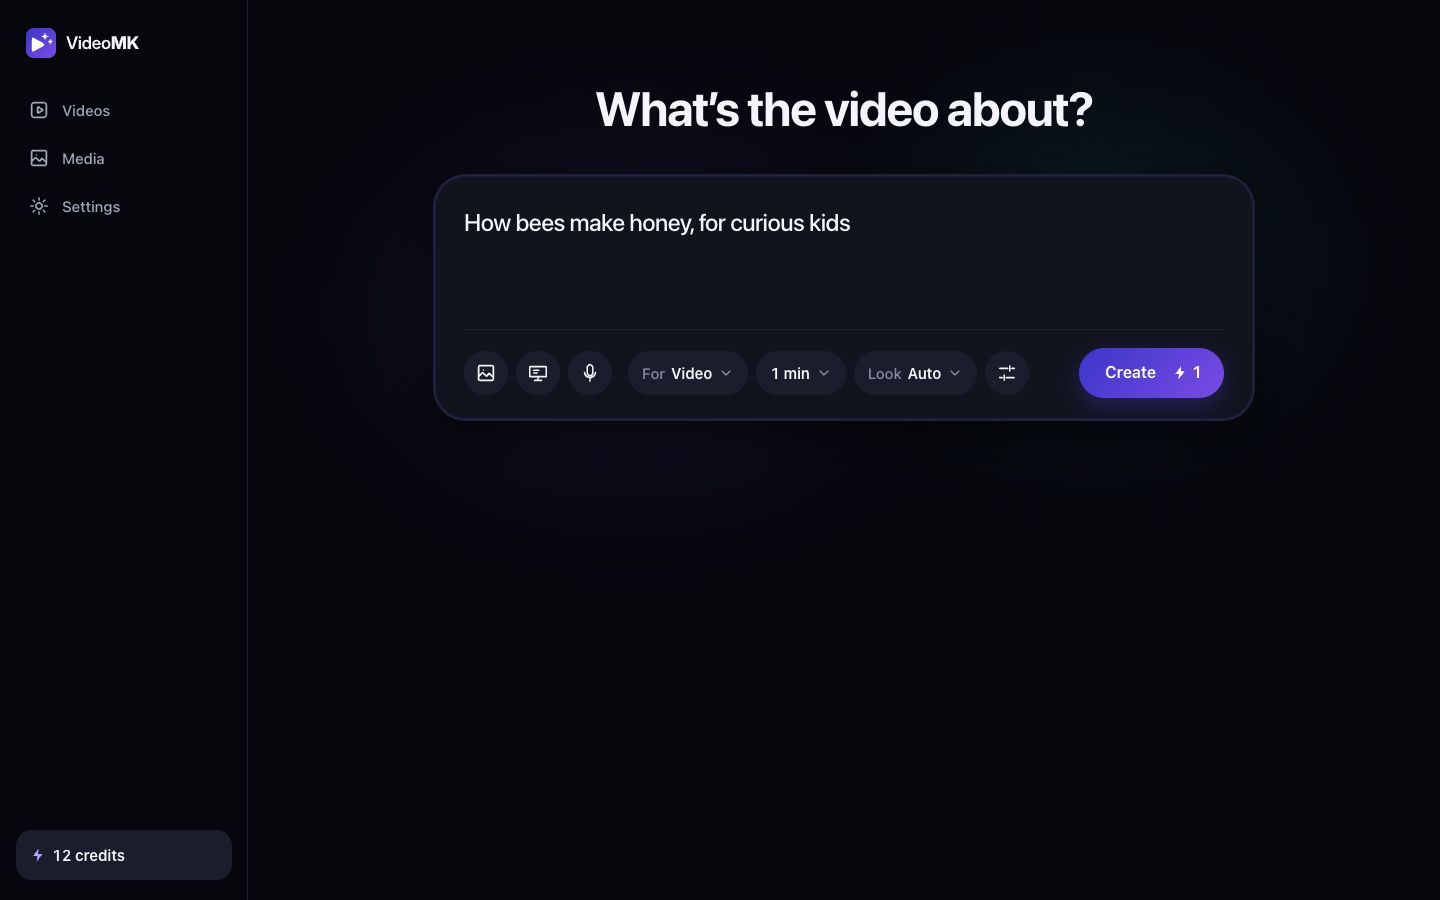 VideoMK
Videos
Media
Settings
What's the video about?
How bees make honey, for curious kids
For Video
1 min
Look Auto
Create 1
12 credits